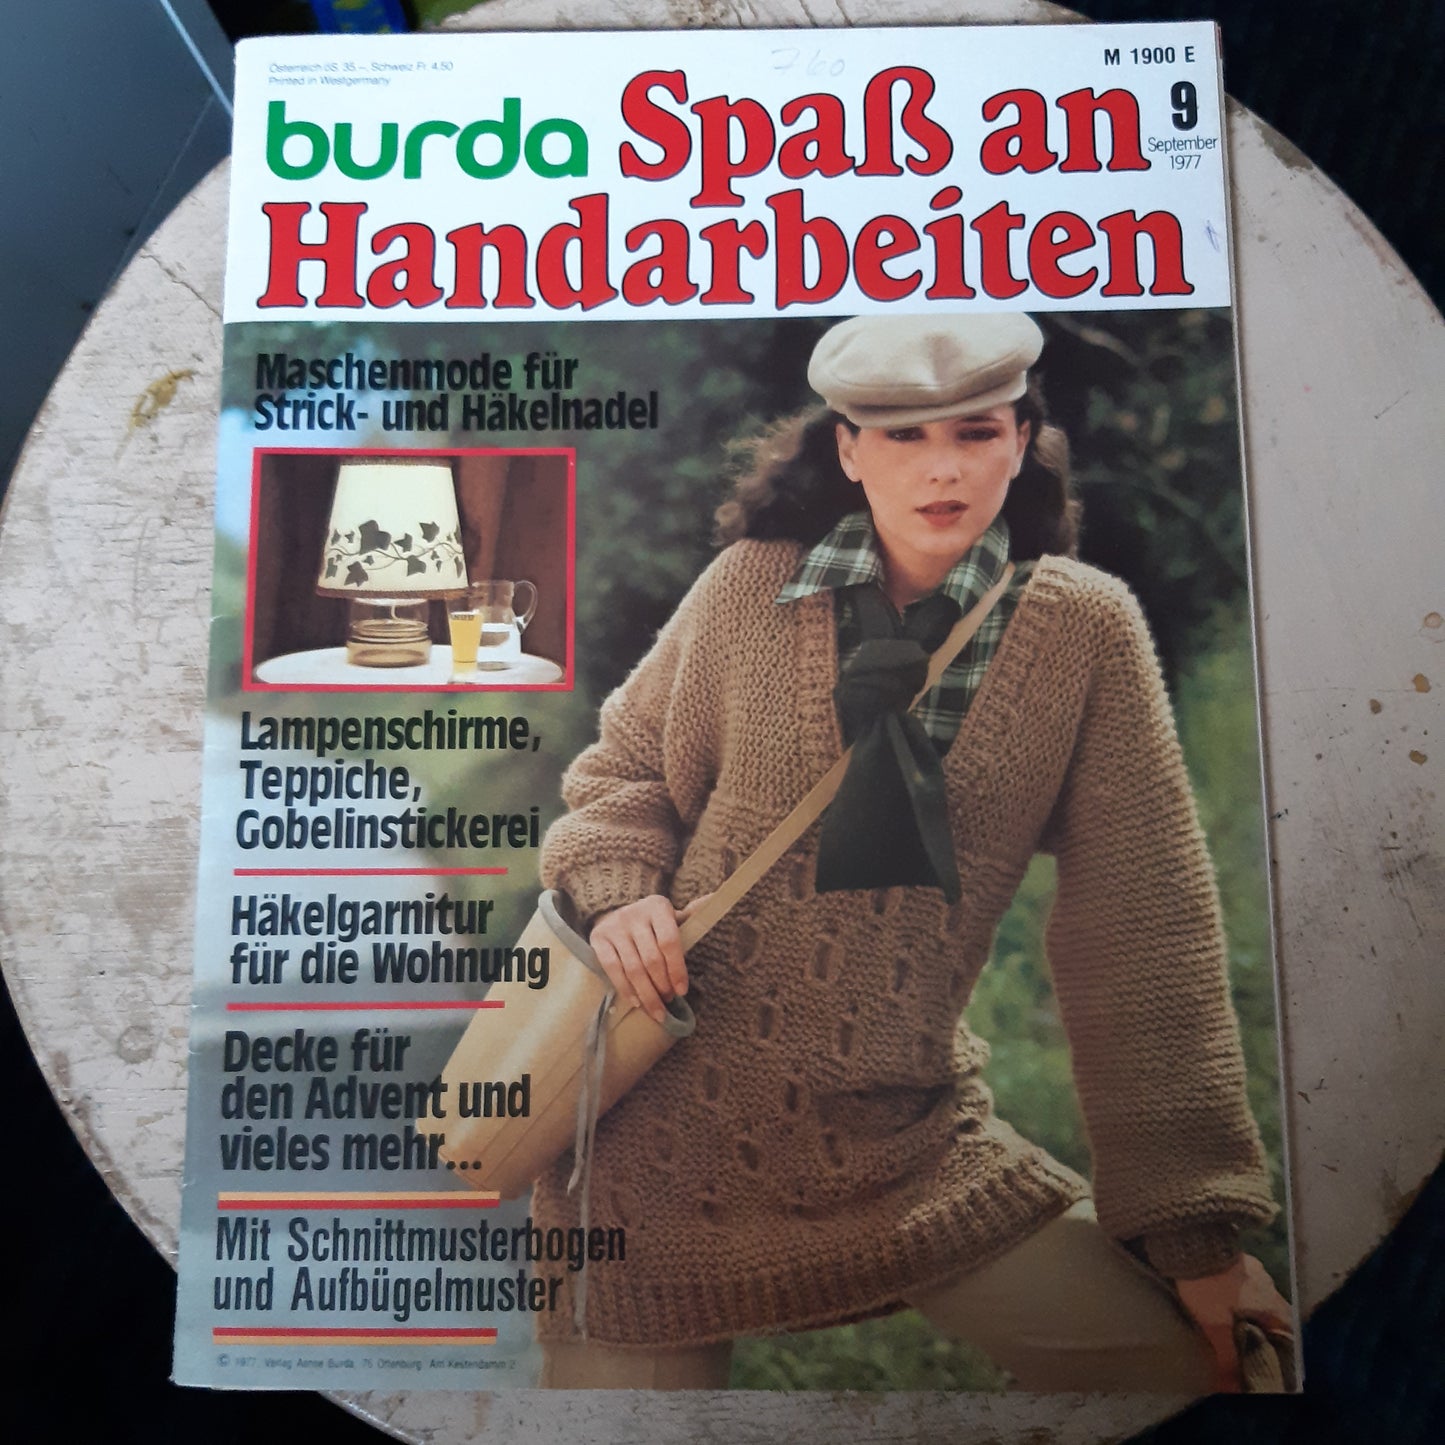 Österreich öS. 35.–, Schweiz Fr. 4,50
Printed in Westgermany
760
M 1900 E
burda Spaß an
9
September
1977
Handarbeiten
Maschenmode für
Strick- und Häkelnadel
Lampenschirme,
Teppiche,
Gobelinstickerei
Häkelgarnitur
für die Wohnung
Decke für
den Advent und
vieles mehr...
Mit Schnittmusterbogen
und Aufbügelmuster
© 1977, Verlag Aenne Burda, 76 Offenburg, Am Kestendamm 2